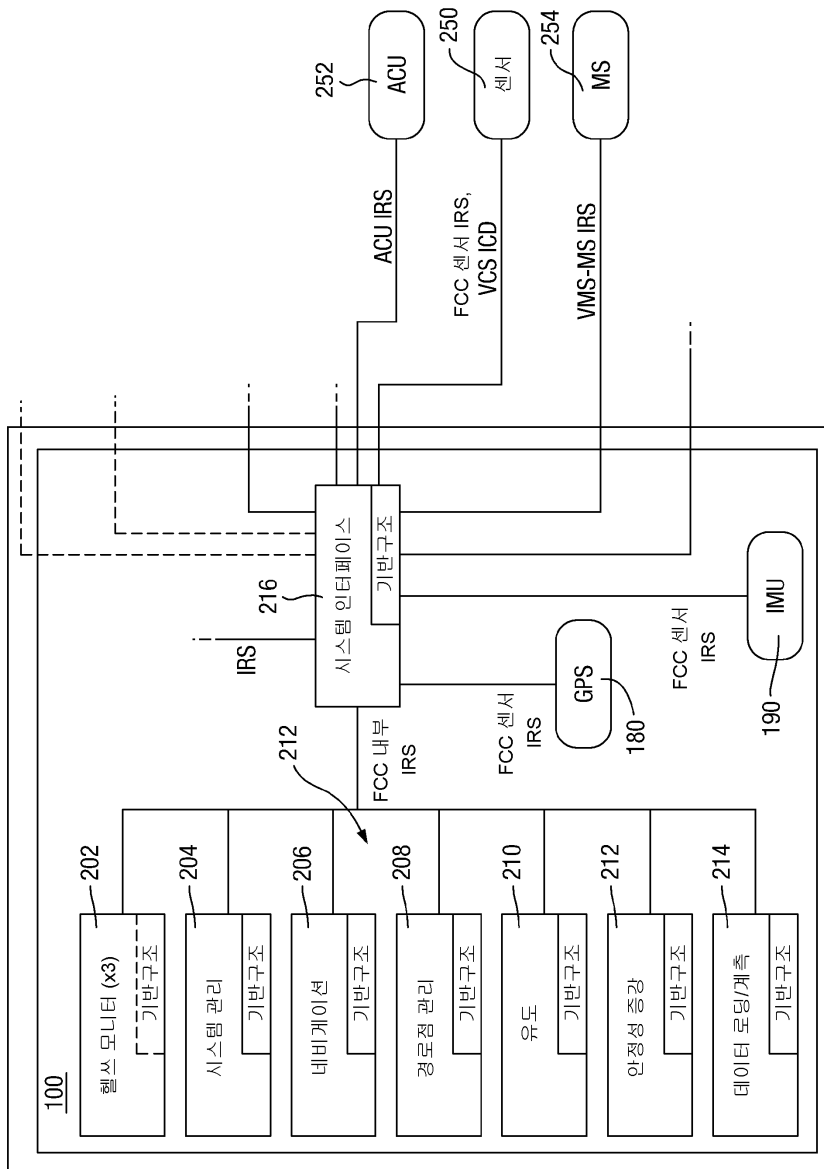 100
헬쓰 모니터 (x3)
기반구조
202
시스템 관리
기반구조
204
네비게이션
기반구조
206
경로점 관리
기반구조
208
유도
기반구조
210
안정성 증강
기반구조
212
데이터 로딩/계측
기반구조
214
212
FCC 내부
IRS
IRS
216
시스템 인터페이스
기반구조
FCC 센서
IRS
GPS
180
FCC 센서
IRS
IMU
190
ACU IRS
252
ACU
FCC 센서 IRS,
VCS ICD
250
센서
VMS-MS IRS
254
MS